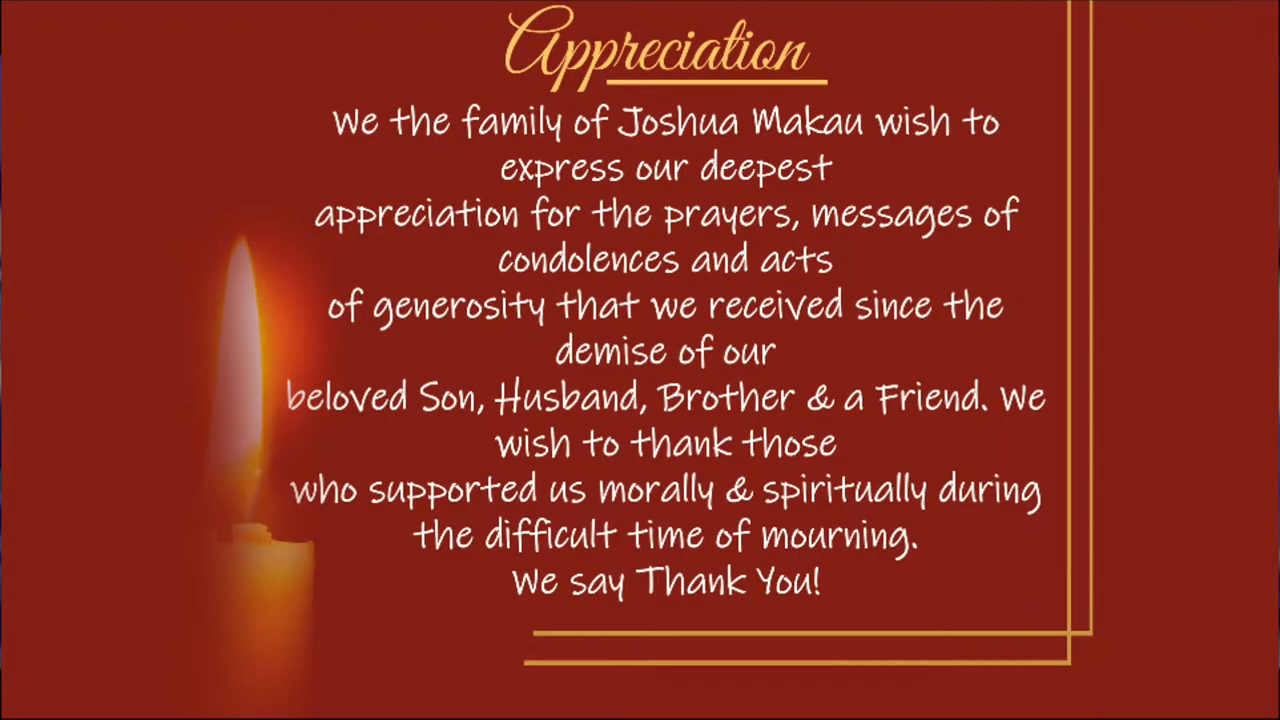 Appreciation
We the family of Joshua Makau wish to
express our deepest
appreciation for the prayers, messages of
condolences and acts
of generosity that we received since the
demise of our
beloved Son, Husband, Brother & a Friend. We
wish to thank those
who supported us morally & spiritually during
the difficult time of mourning.
We say Thank You!